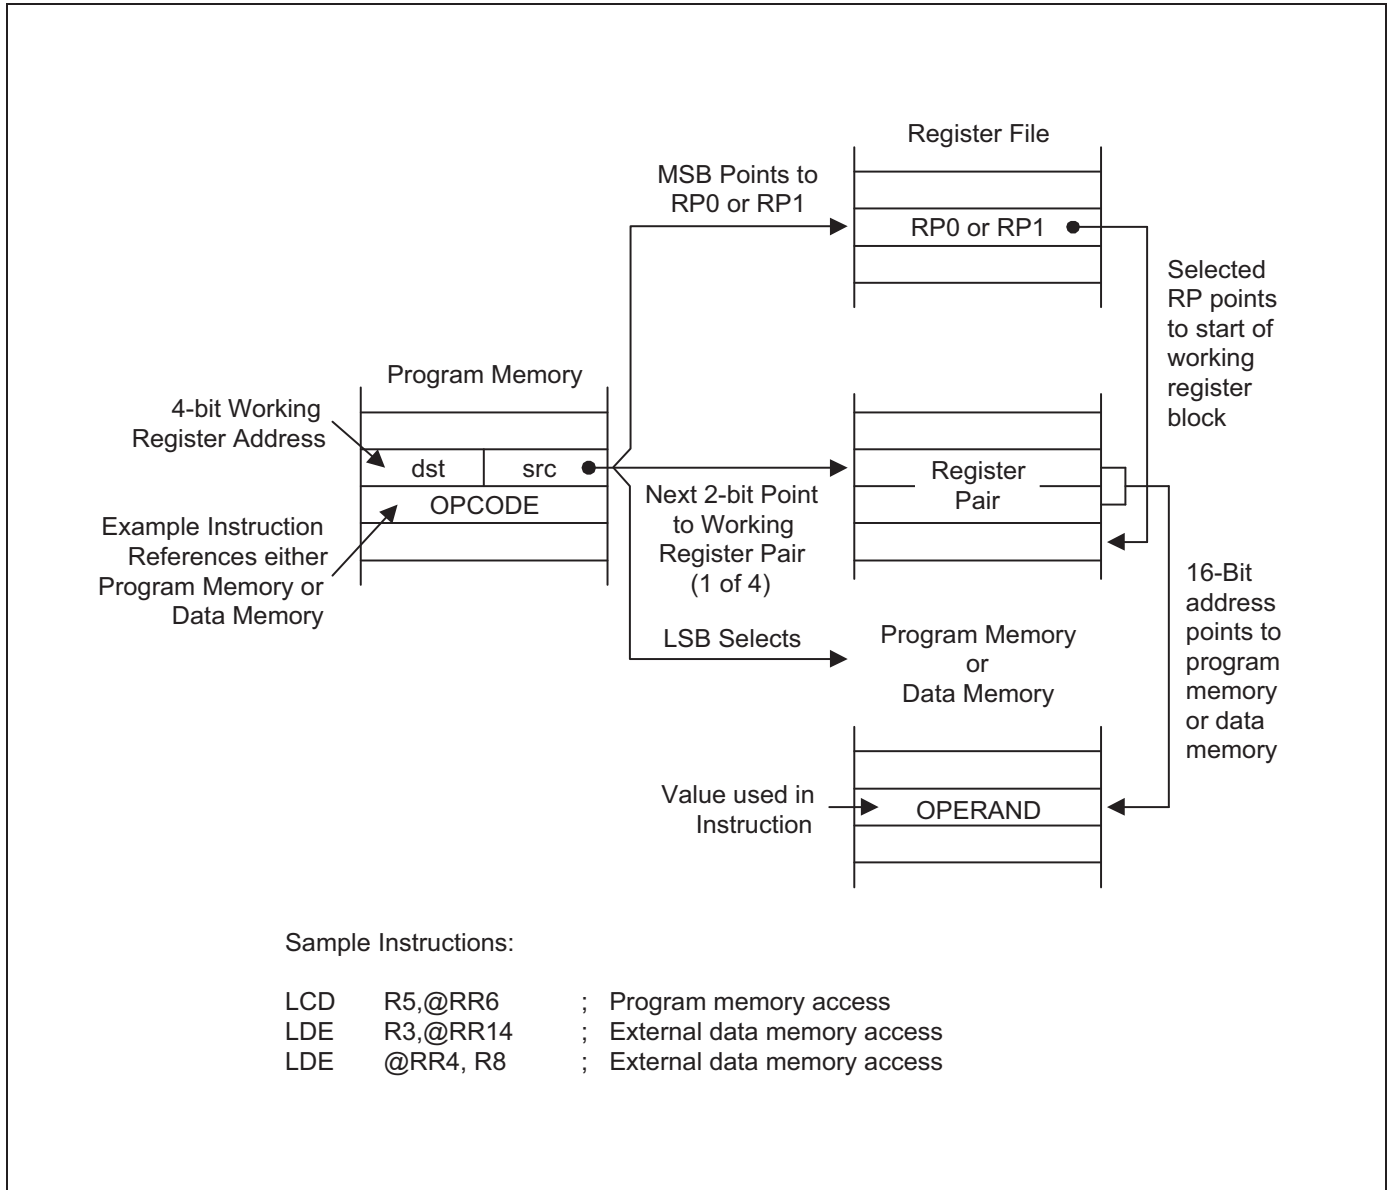 Register File
MSB Points to
RP0 or RP1
RP0 or RP1
Selected
RP points
to start of
working
register
block
Program Memory
4-bit Working
Register Address
dst src
OPCODE
Example Instruction
References either
Program Memory or
Data Memory
Next 2-bit Point
to Working
Register Pair
(1 of 4)
Register
Pair
LSB Selects
Program Memory
or
Data Memory
16-Bit
address
points to
program
memory
or data
memory
Value used in
Instruction
OPERAND
Sample Instructions:
LCD R5,@RR6 ; Program memory access
LDE R3,@RR14 ; External data memory access
LDE @RR4, R8 ; External data memory access